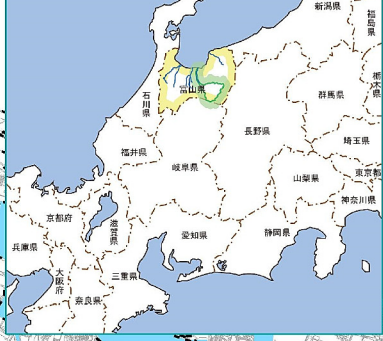 新潟県
福島県
栃木県
群馬県
富山県
石川県
長野県
埼玉県
福井県
岐阜県
東京都
山梨県
神奈川県
京都府
滋賀県
愛知県
静岡県
兵庫県
大阪府
三重県
奈良県